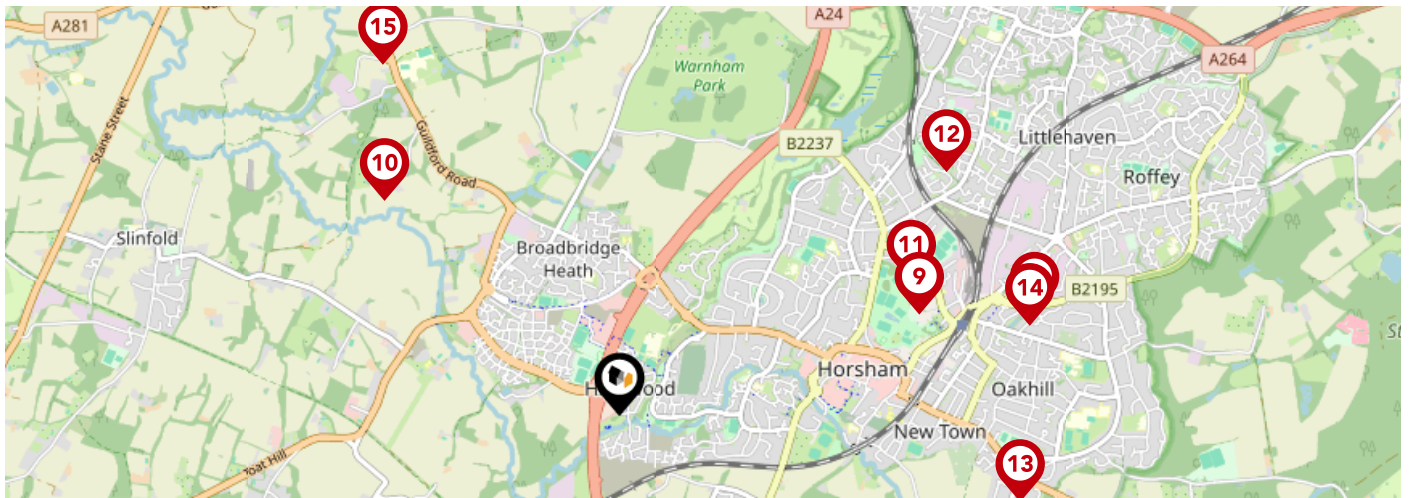 A281
15
A24
A264
Warnham
Park
Stane Street
B2237
12
Littlehaven
10
Guildford Road
Roffey
Slinfold
Broadbridge
Heath
11
9
14
B2195
Horsham
Oakhill
New Town
Toat Hill
13